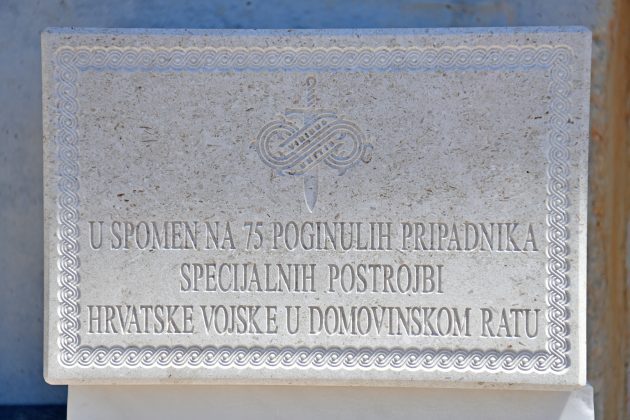 U SPOMEN NA 75 POGINULIH PRIPADNIKA
SPECIJALNIH POSTROJBI
HRVATSKE VOJSKE U DOMOVINSKOM RATU